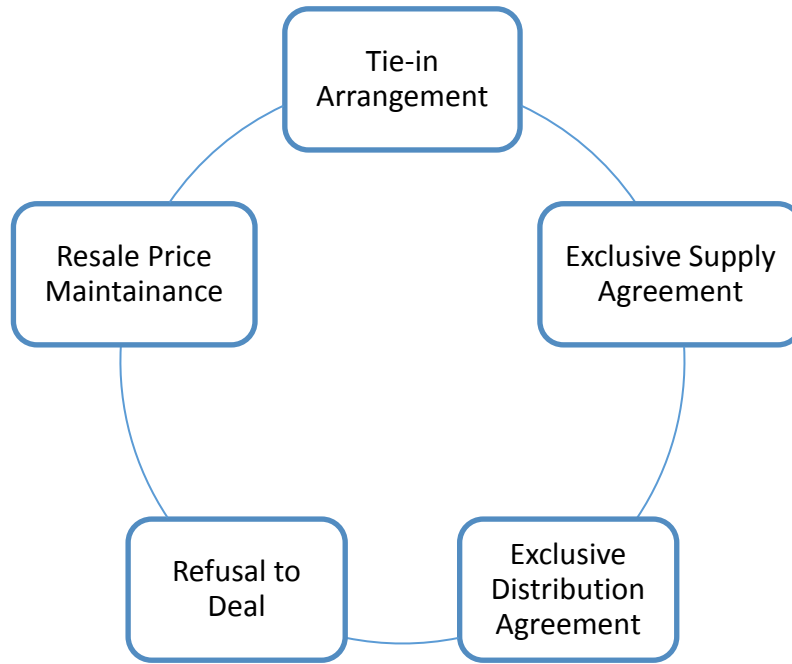 Tie-in
Arrangement
Exclusive Supply
Agreement
Exclusive
Distribution
Agreement
Refusal to
Deal
Resale Price
Maintainance